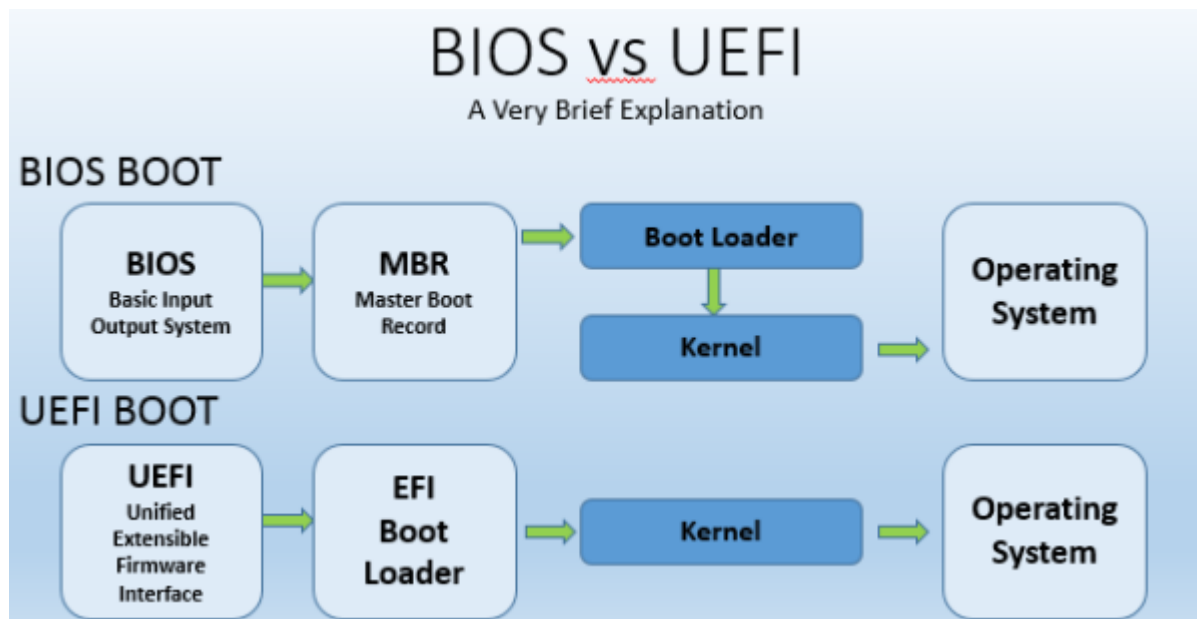 BIOS vs UEFI
A Very Brief Explanation
BIOS BOOT
BIOS
Basic Input
Output System
MBR
Master Boot
Record
Boot Loader
Kernel
Operating
System
UEFI BOOT
UEFI
Unified
Extensible
Firmware
Interface
EFI
Boot
Loader
Kernel
Operating
System